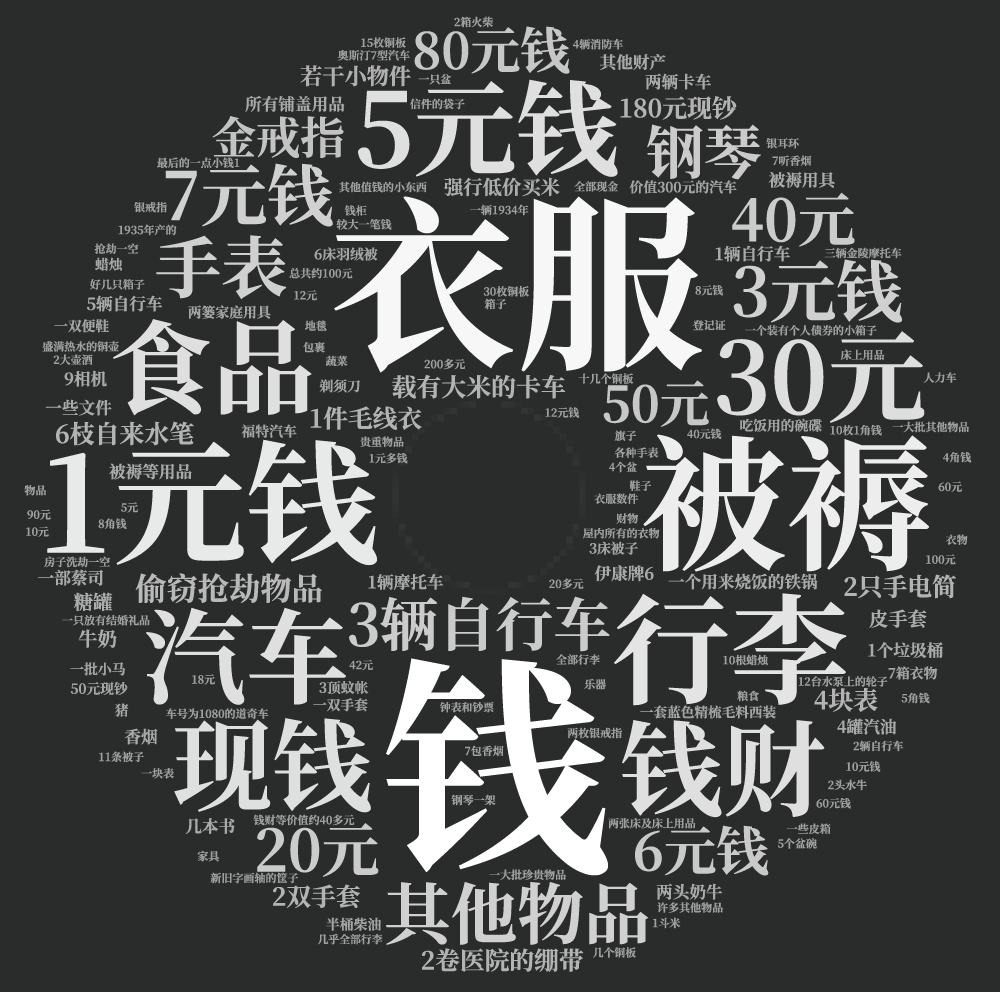 2箱火柴
80元钱
15枚铜板
4辆消防车
奥斯汀7型汽车
其他财产
若干小物件
一只盆
两辆卡车
5元钱
所有铺盖用品
信件的袋子
180元现钞
金戒指
钢琴
银耳环
最后的一点小钱1
7听香烟
7元钱
其他值钱的小东西
强行低价买米
全部现金
价值300元的汽车
被褥用具
银戒指
钱柜
一辆1934年
40元
较大一笔钱
衣服
1935年产的
抢劫一空
手表
6床羽绒被
1辆自行车
三辆金陵摩托车
蜡烛
总共约100元
3元钱
好几只箱子
12元
30枚铜板
箱子
8元钱
5辆自行车
两篓家庭用具
一双便鞋
地毯
登记证
一个装有个人债券的小箱子
食品
盛满热水的铜壶
包裹
30元
床上用品
2大壶酒
蔬菜
200多元
9相机
剃须刀
载有大米的卡车
十几个铜板
人力车
50元
一些文件
1件毛线衣
12元钱
吃饭用的碗碟
10枚1角钱
一大批其他物品
6枝自来水笔
福特汽车
旗子
40元钱
贵重物品
1元钱
1元多钱
各种手表
被褥
4角钱
被褥等用品
4个盆
物品
鞋子
60元
5元
衣服数件
90元
8角钱
财物
10元
屋内所有的衣物
衣物
3床被子
房子洗劫一空
100元
一部蔡司
偷窃抢劫物品
1辆摩托车
20多元
伊康牌6
一个用来烧饭的铁锅
2只手电筒
糖罐
3辆自行车
行李
一只放有结婚礼品
皮手套
牛奶
汽车
1个垃圾桶
一批小马
42元
全部行李
10根蜡烛
7箱衣物
18元
12台水泵上的轮子
50元现钞
3顶蚊帐
乐器
粮食
4块表
5角钱
猪
一双手套
钱
钟表和钞票
一套蓝色精梳毛料西装
车号为1080的道奇车
4罐汽油
香烟
现钱
两枚银戒指
钱财
2辆自行车
7包香烟
11条被子
10元钱
一块表
2头水牛
钢琴一架
60元钱
几本书
钱财等价值约40多元
两张床及床上用品
一些皮箱
20元
6元钱
5个盆碗
家具
新旧字画轴的筐子
一大批珍贵物品
2双手套
其他物品
两头奶牛
许多其他物品
半桶柴油
1斗米
几乎全部行李
几个铜板
2卷医院的绷带